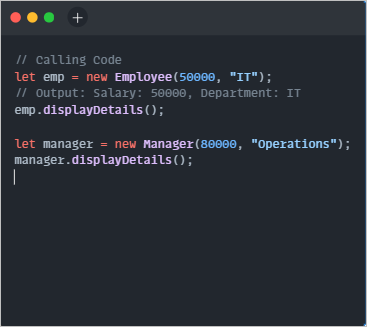 // Calling Code
let emp = new Employee(50000, "IT");
// Output: Salary: 50000, Department: IT
emp.displayDetails();
let manager = new Manager(80000, "Operations");
manager.displayDetails();